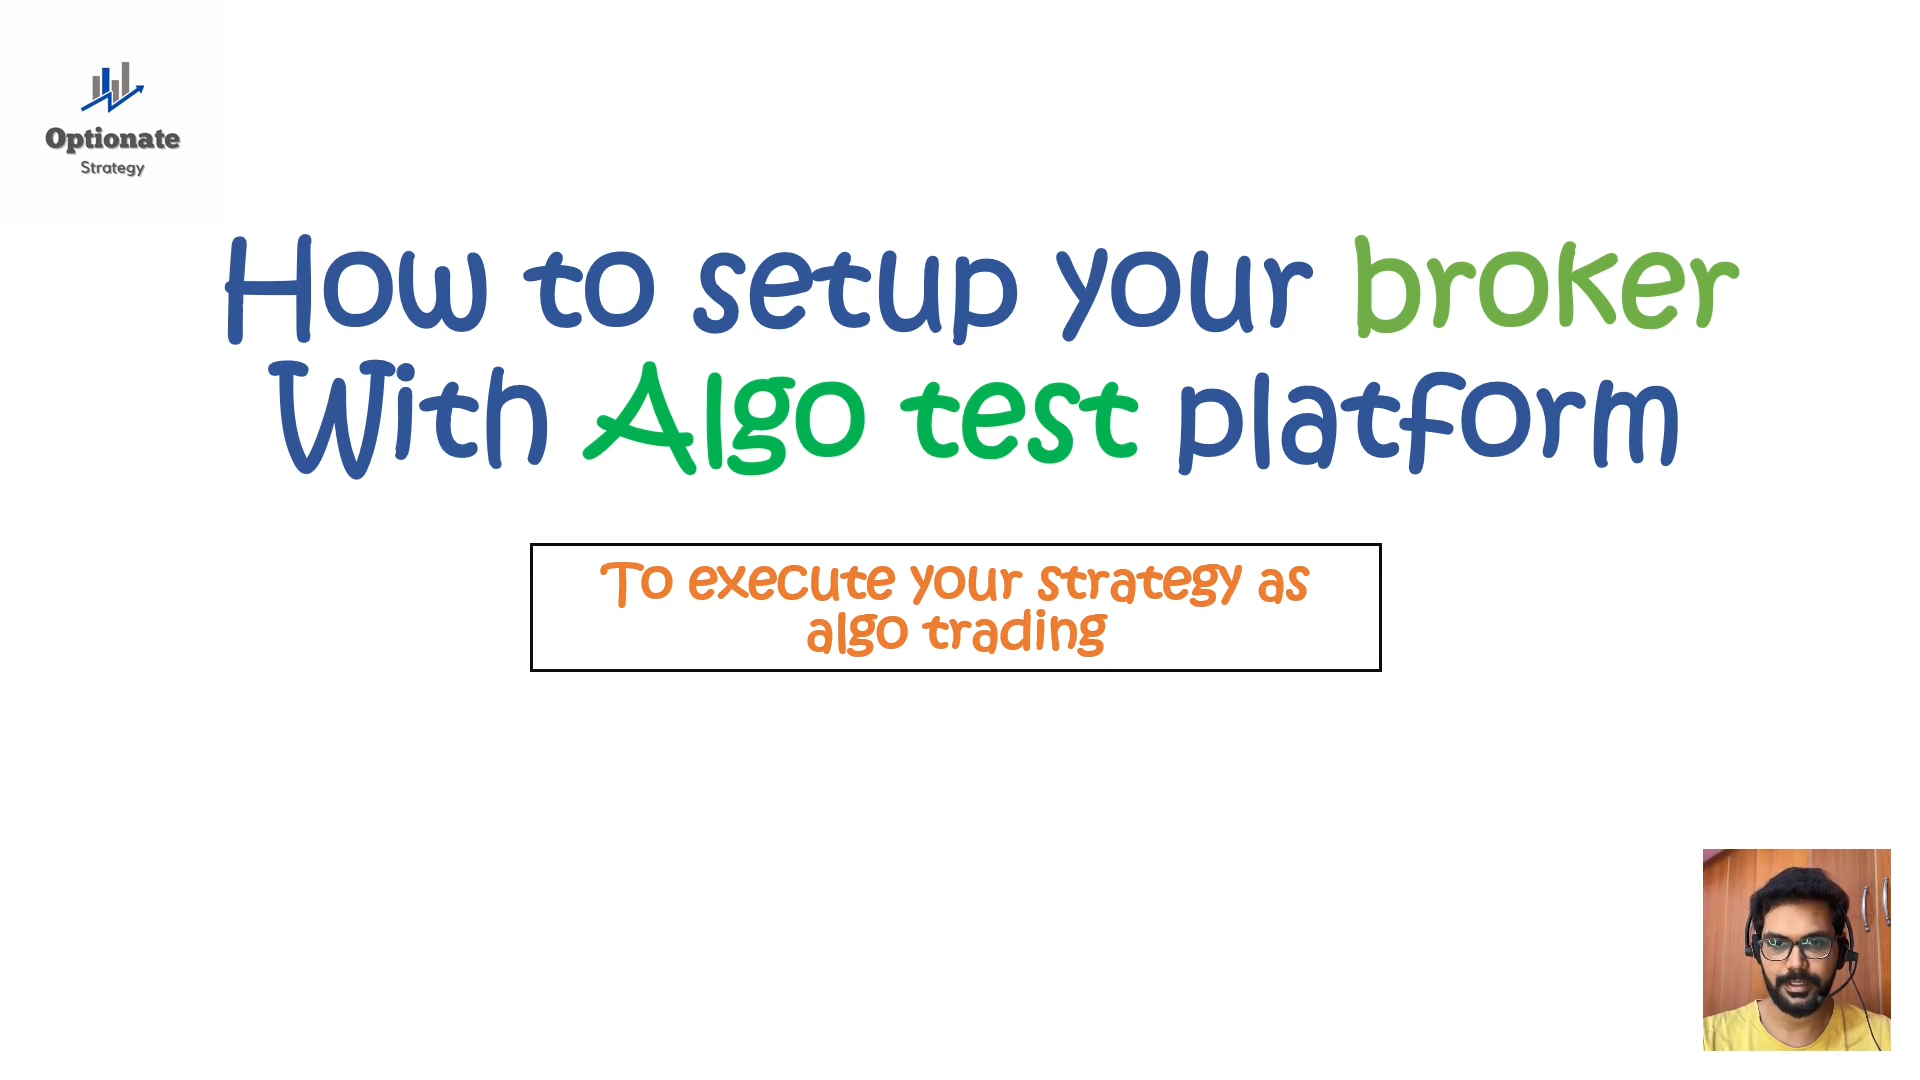 Optionate
Strategy
How to setup your broker
With Algo test platform
To execute your strategy as
algo trading